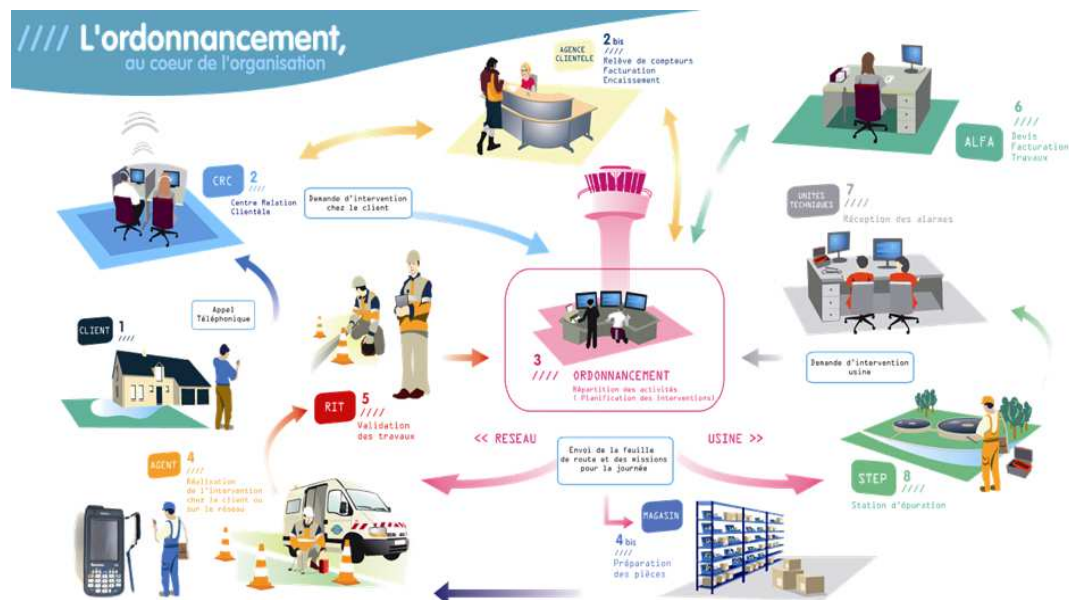 //// L'ordonnancement,
au coeur de l'organisation
AGENCE
CLIENTELE
2 bis
////
Relève de compteurs
Facturation
Encaissement
6
////
ALFA
Devis
Facturation
Travaux
CRC
2
////
Centre Relation
Clientèle
Demande d'intervention
chez le client
UNITES
TECHNIQUES
7
////
Réception des alarmes
Appel
Téléphonique
CLIENT
1
////
3
////
ORDONNANCEMENT
Répartition des activités
( Planification des interventions)
Demande d'intervention
usine
RIT
5
////
Validation
des travaux
<< RESEAU
USINE >>
Envoi de la feuille
de route et des missions
pour la journée
AGENT
4
////
Réalisation
de l'intervention
chez le client ou
sur le réseau
STEP
8
////
Station d'épuration
MAGASIN
4 bis
////
Préparation
des pièces